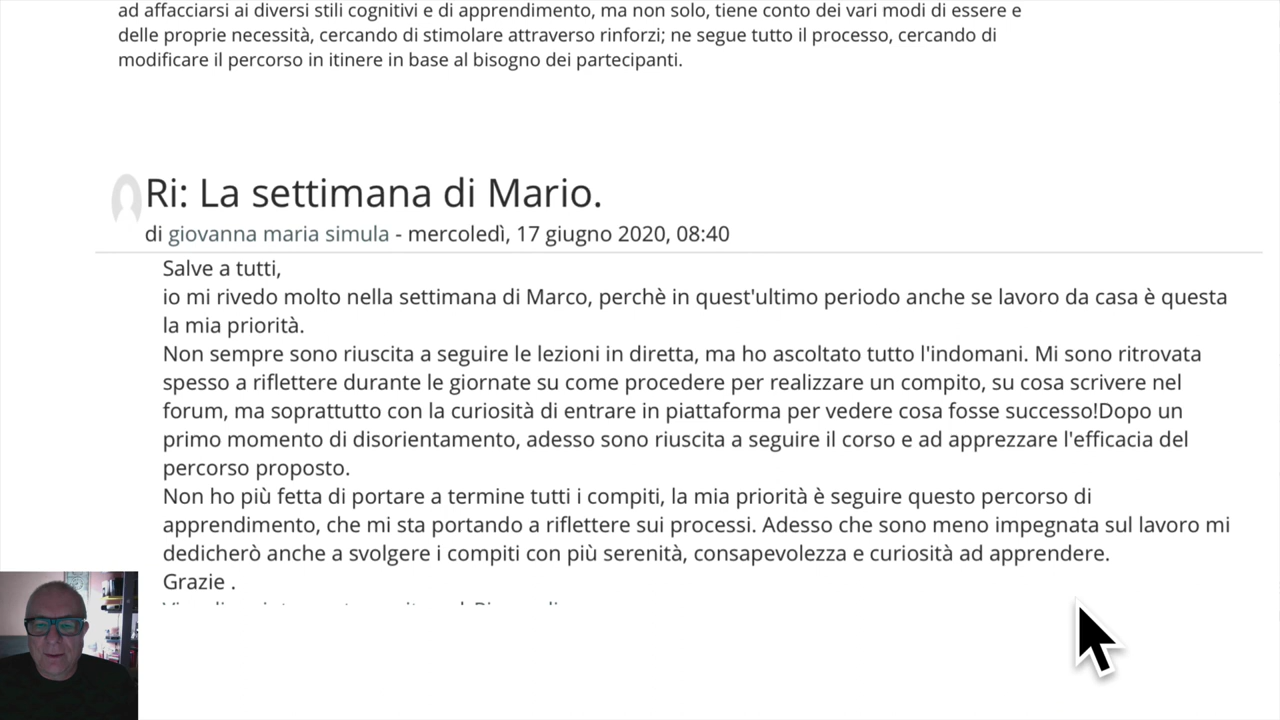 ad affacciarsi ai diversi stili cognitivi e di apprendimento, ma non solo, tiene conto dei vari modi di essere e
delle proprie necessità, cercando di stimolare attraverso rinforzi; ne segue tutto il processo, cercando di
modificare il percorso in itinere in base al bisogno dei partecipanti.
Ri: La settimana di Mario.
di giovanna maria simula - mercoledì, 17 giugno 2020, 08:40
Salve a tutti,
io mi rivedo molto nella settimana di Marco, perchè in quest'ultimo periodo anche se lavoro da casa è questa
la mia priorità.
Non sempre sono riuscita a seguire le lezioni in diretta, ma ho ascoltato tutto l'indomani. Mi sono ritrovata
spesso a riflettere durante le giornate su come procedere per realizzare un compito, su cosa scrivere nel
forum, ma soprattutto con la curiosità di entrare in piattaforma per vedere cosa fosse successo!Dopo un
primo momento di disorientamento, adesso sono riuscita a seguire il corso e ad apprezzare l'efficacia del
percorso proposto.
Non ho più fetta di portare a termine tutti i compiti, la mia priorità è seguire questo percorso di
apprendimento, che mi sta portando a riflettere sui processi. Adesso che sono meno impegnata sul lavoro mi
dedicherò anche a svolgere i compiti con più serenità, consapevolezza e curiosità ad apprendere.
Grazie .